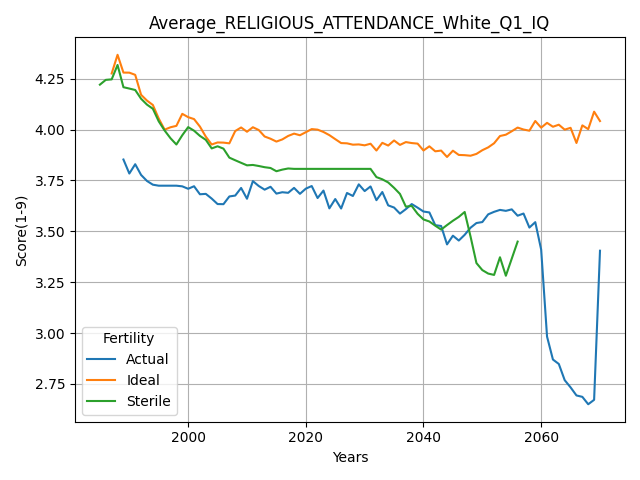 Average_RELIGIOUS_ATTENDANCE_White_Q1_IQ
Score(1-9)
4.25
4.00
3.75
3.50
3.25
3.00
2.75
Fertility
Actual
Ideal
Sterile
2000
2020
2040
2060
Years